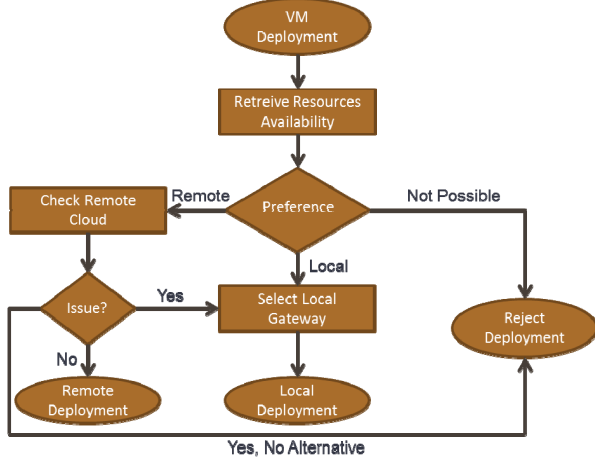 VM
Deployment
Retreive Resources
Availability
Preference
Remote
Not Possible
Check Remote
Cloud
Local
Issue?
Yes
Select Local
Gateway
Reject
Deployment
No
Remote
Deployment
Local
Deployment
Yes, No Alternative